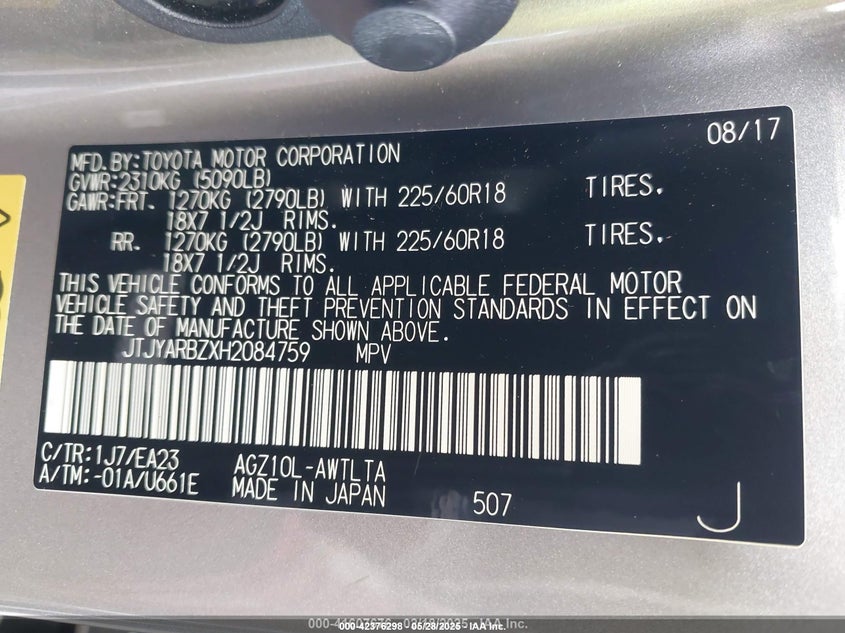 08/17
MFD.BY:TOYOTA MOTOR CORPORATION
GVWR:2310KG (5090LB)
GAWR:FRT. 1270KG (2790LB) WITH 225/60R18 TIRES.
18X7 1/2J RIMS.
RR. 1270KG (2790LB) WITH 225/60R18 TIRES.
18X7 1/2J RIMS.
THIS VEHICLE CONFORMS TO ALL APPLICABLE FEDERAL MOTOR
VEHICLE SAFETY AND THEFT PREVENTION STANDARDS IN EFFECT ON
THE DATE OF MANUFACTURE SHOWN ABOVE.
JTJYARBZXH2084759 MPV
C/TR:1J7/EA23 AGZ10L-AWTLTA
A/TM:-01A/U661E MADE IN JAPAN 507 J
42376298 05/28/2025 IAA Inc.